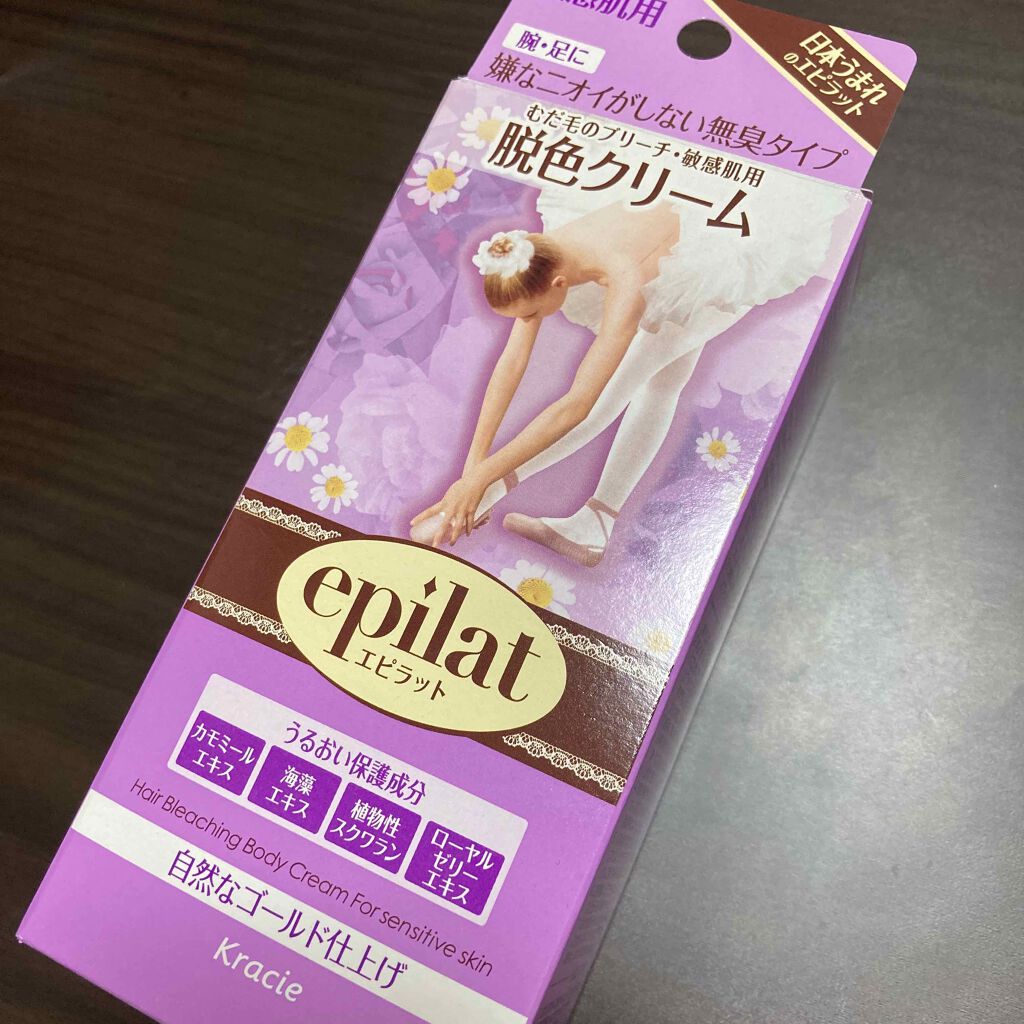 敏感肌用
日本うまれ
のエピラット
腕・足に
嫌なニオイがしない無臭タイプ
むだ毛のブリーチ・敏感肌用
脱色クリーム
epilat
エピラット
うるおい保護成分
カモミール
エキス
海藻
エキス
植物性
スクワラン
ローヤル
ゼリー
エキス
Hair Bleaching Body Cream For sensitive skin
自然なゴールド仕上げ
Kracie